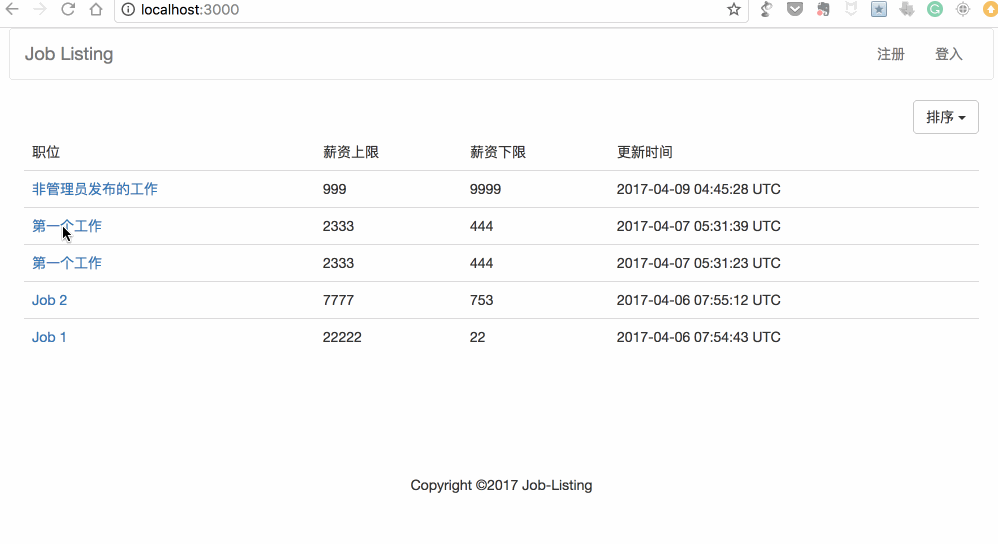 localhost:3000
Job Listing 注册 登入
排序
职位 薪资上限 薪资下限 更新时间
非管理员发布的工作 999 9999 2017-04-09 04:45:28 UTC
第一个工作 2333 444 2017-04-07 05:31:39 UTC
第一个工作 2333 444 2017-04-07 05:31:23 UTC
Job 2 7777 753 2017-04-06 07:55:12 UTC
Job 1 22222 22 2017-04-06 07:54:43 UTC
Copyright ©2017 Job-Listing